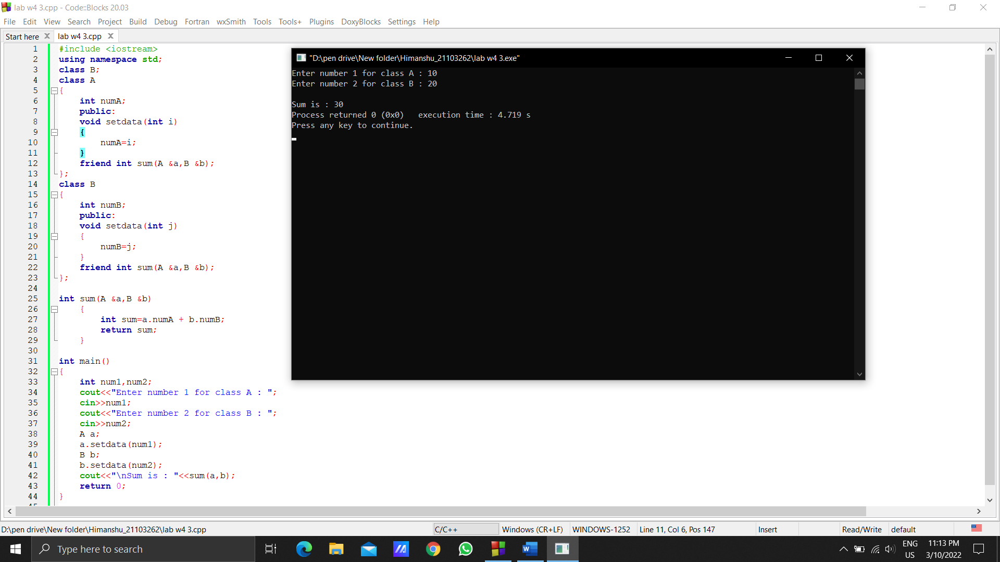 lab w4 3.cpp - Code::Blocks 20.03
File Edit View Search Project Build Debug Fortran wxSmith Tools Tools+ Plugins DoxyBlocks Settings Help
Start here
lab w4 3.cpp
1 #include <iostream>
2 using namespace std;
3 class B;
4 class A
5 {
6     int numA;
7     public:
8     void setdata(int i)
9     {
10         numA=i;
11     }
12     friend int sum(A &a,B &b);
13 };
14 class B
15 {
16     int numB;
17     public:
18     void setdata(int j)
19     {
20         numB=j;
21     }
22     friend int sum(A &a,B &b);
23 };
24
25 int sum(A &a,B &b)
26     {
27         int sum=a.numA + b.numB;
28         return sum;
29     }
30
31 int main()
32 {
33     int num1,num2;
34     cout<<"Enter number 1 for class A : ";
35     cin>>num1;
36     cout<<"Enter number 2 for class B : ";
37     cin>>num2;
38     A a;
39     a.setdata(num1);
40     B b;
41     b.setdata(num2);
42     cout<<"\nSum is : "<<sum(a,b);
43     return 0;
44 }
"D:\pen drive\New folder\Himanshu_21103262\lab w4 3.exe"
Enter number 1 for class A : 10
Enter number 2 for class B : 20
Sum is : 30
Process returned 0 (0x0)   execution time : 4.719 s
Press any key to continue.
D:\pen drive\New folder\Himanshu_21103262\lab w4 3.cpp
C/C++
Windows (CR+LF)
WINDOWS-1252
Line 11, Col 6, Pos 147
Insert
Read/Write
default
Type here to search
ENG
US
11:13 PM
3/10/2022